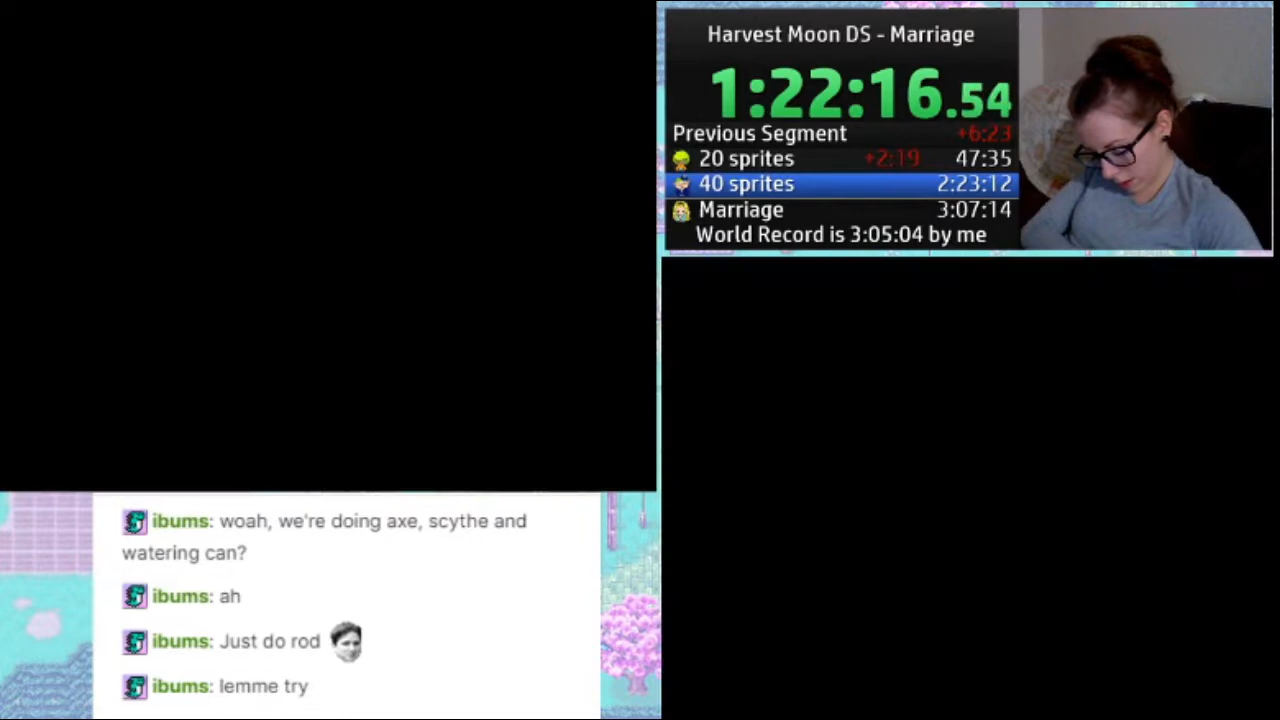 Harvest Moon DS - Marriage
1:22:16.54
Previous Segment +6:23
20 sprites +2:19 47:35
40 sprites 2:23:12
Marriage 3:07:14
World Record is 3:05:04 by me
ibums: woah, we're doing axe, scythe and
watering can?
ibums: ah
ibums: Just do rod
ibums: lemme try